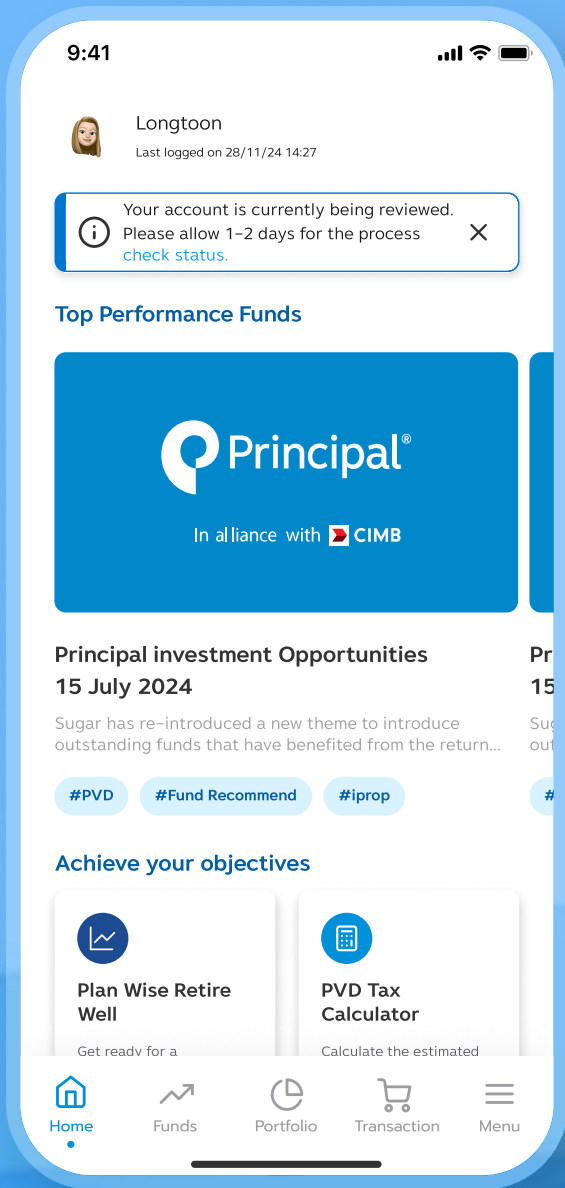 9:41
Longtoon
Last logged on 28/11/24 14:27
Your account is currently being reviewed.
Please allow 1-2 days for the process
check status.
Top Performance Funds
Principal®
In alliance with CIMB
Principal investment Opportunities
15 July 2024
Sugar has re-introduced a new theme to introduce
outstanding funds that have benefited from the return...
#PVD #Fund Recommend #iprop
Pr
15
Sug
out
#
Achieve your objectives
Plan Wise Retire
Well
Get ready for a
PVD Tax
Calculator
Calculate the estimated
Home Funds Portfolio Transaction Menu